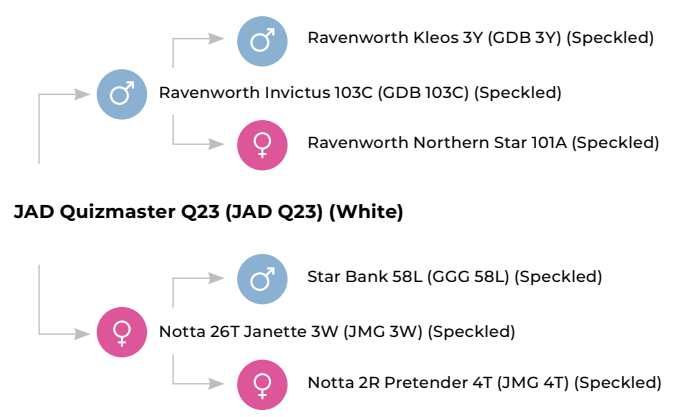 Ravenworth Kleos 3Y (GDB 3Y) (Speckled)
Ravenworth Invictus 103C (GDB 103C) (Speckled)
Ravenworth Northern Star 101A (Speckled)
JAD Quizmaster Q23 (JAD Q23) (White)
Star Bank 58L (GGG 58L) (Speckled)
Notta 26T Janette 3W (JMG 3W) (Speckled)
Notta 2R Pretender 4T (JMG 4T) (Speckled)